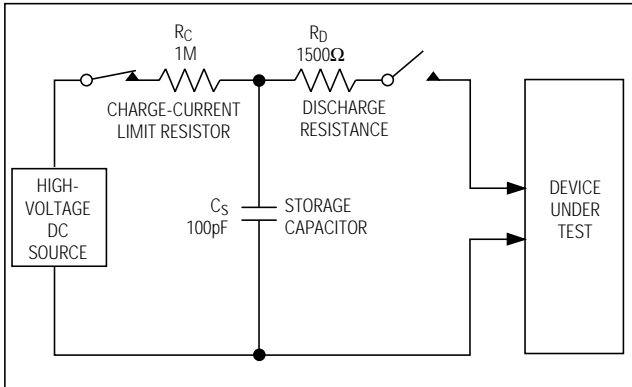 RC
1M
CHARGE-CURRENT
LIMIT RESISTOR
RD
1500Ω
DISCHARGE
RESISTANCE
HIGH-
VOLTAGE
DC
SOURCE
CS
100pF
STORAGE
CAPACITOR
DEVICE
UNDER
TEST